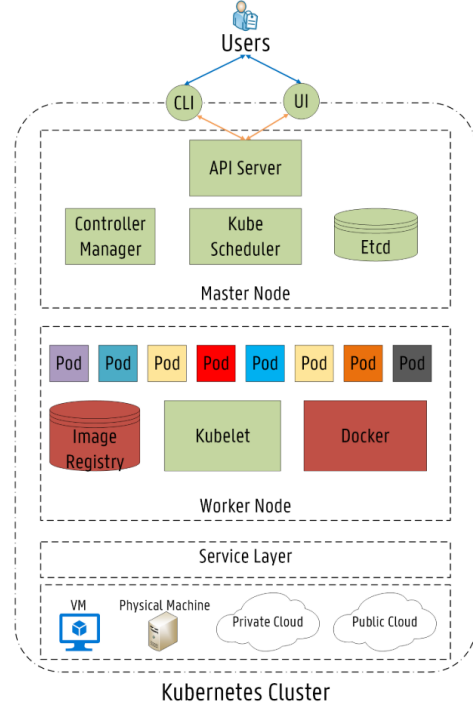 Users
CLI
UI
API Server
Controller
Manager
Kube
Scheduler
Etcd
Master Node
Pod Pod Pod Pod Pod Pod Pod Pod
Image
Registry
Kubelet
Docker
Worker Node
Service Layer
VM
Physical Machine
Private Cloud
Public Cloud
Kubernetes Cluster